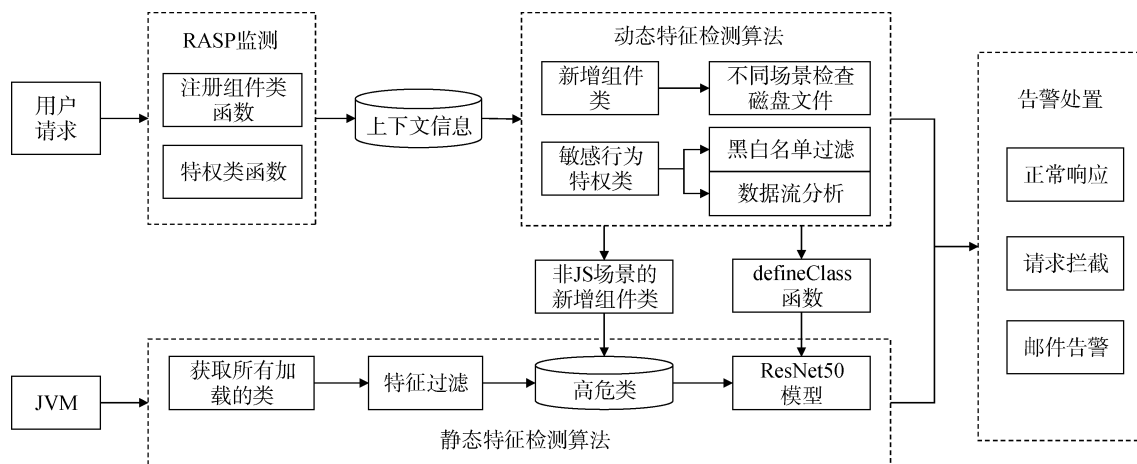 用户
请求
RASP监测
注册组件类
函数
特权类函数
上下文信息
动态特征检测算法
新增组件
类
不同场景检查
磁盘文件
敏感行为
特权类
黑白名单过滤
数据流分析
非JS场景的
新增组件类
defineClass
函数
告警处置
正常响应
请求拦截
邮件告警
JVM
获取所有加
载的类
特征过滤
高危类
ResNet50
模型
静态特征检测算法